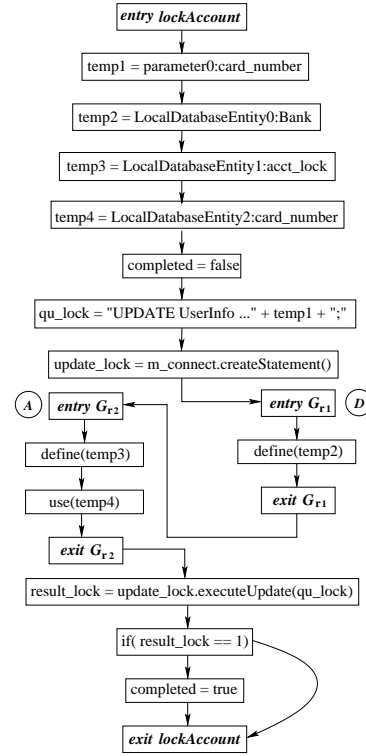 entry lockAccount
temp1 = parameter0:card_number
temp2 = LocalDatabaseEntity0:Bank
temp3 = LocalDatabaseEntity1:acct_lock
temp4 = LocalDatabaseEntity2:card_number
completed = false
qu_lock = "UPDATE UserInfo ..." + temp1 + ";"
update_lock = m_connect.createStatement()
A entry Gr2
entry Gr1 D
define(temp3)
define(temp2)
use(temp4)
exit Gr1
exit Gr2
result_lock = update_lock.executeUpdate(qu_lock)
if( result_lock == 1)
completed = true
exit lockAccount